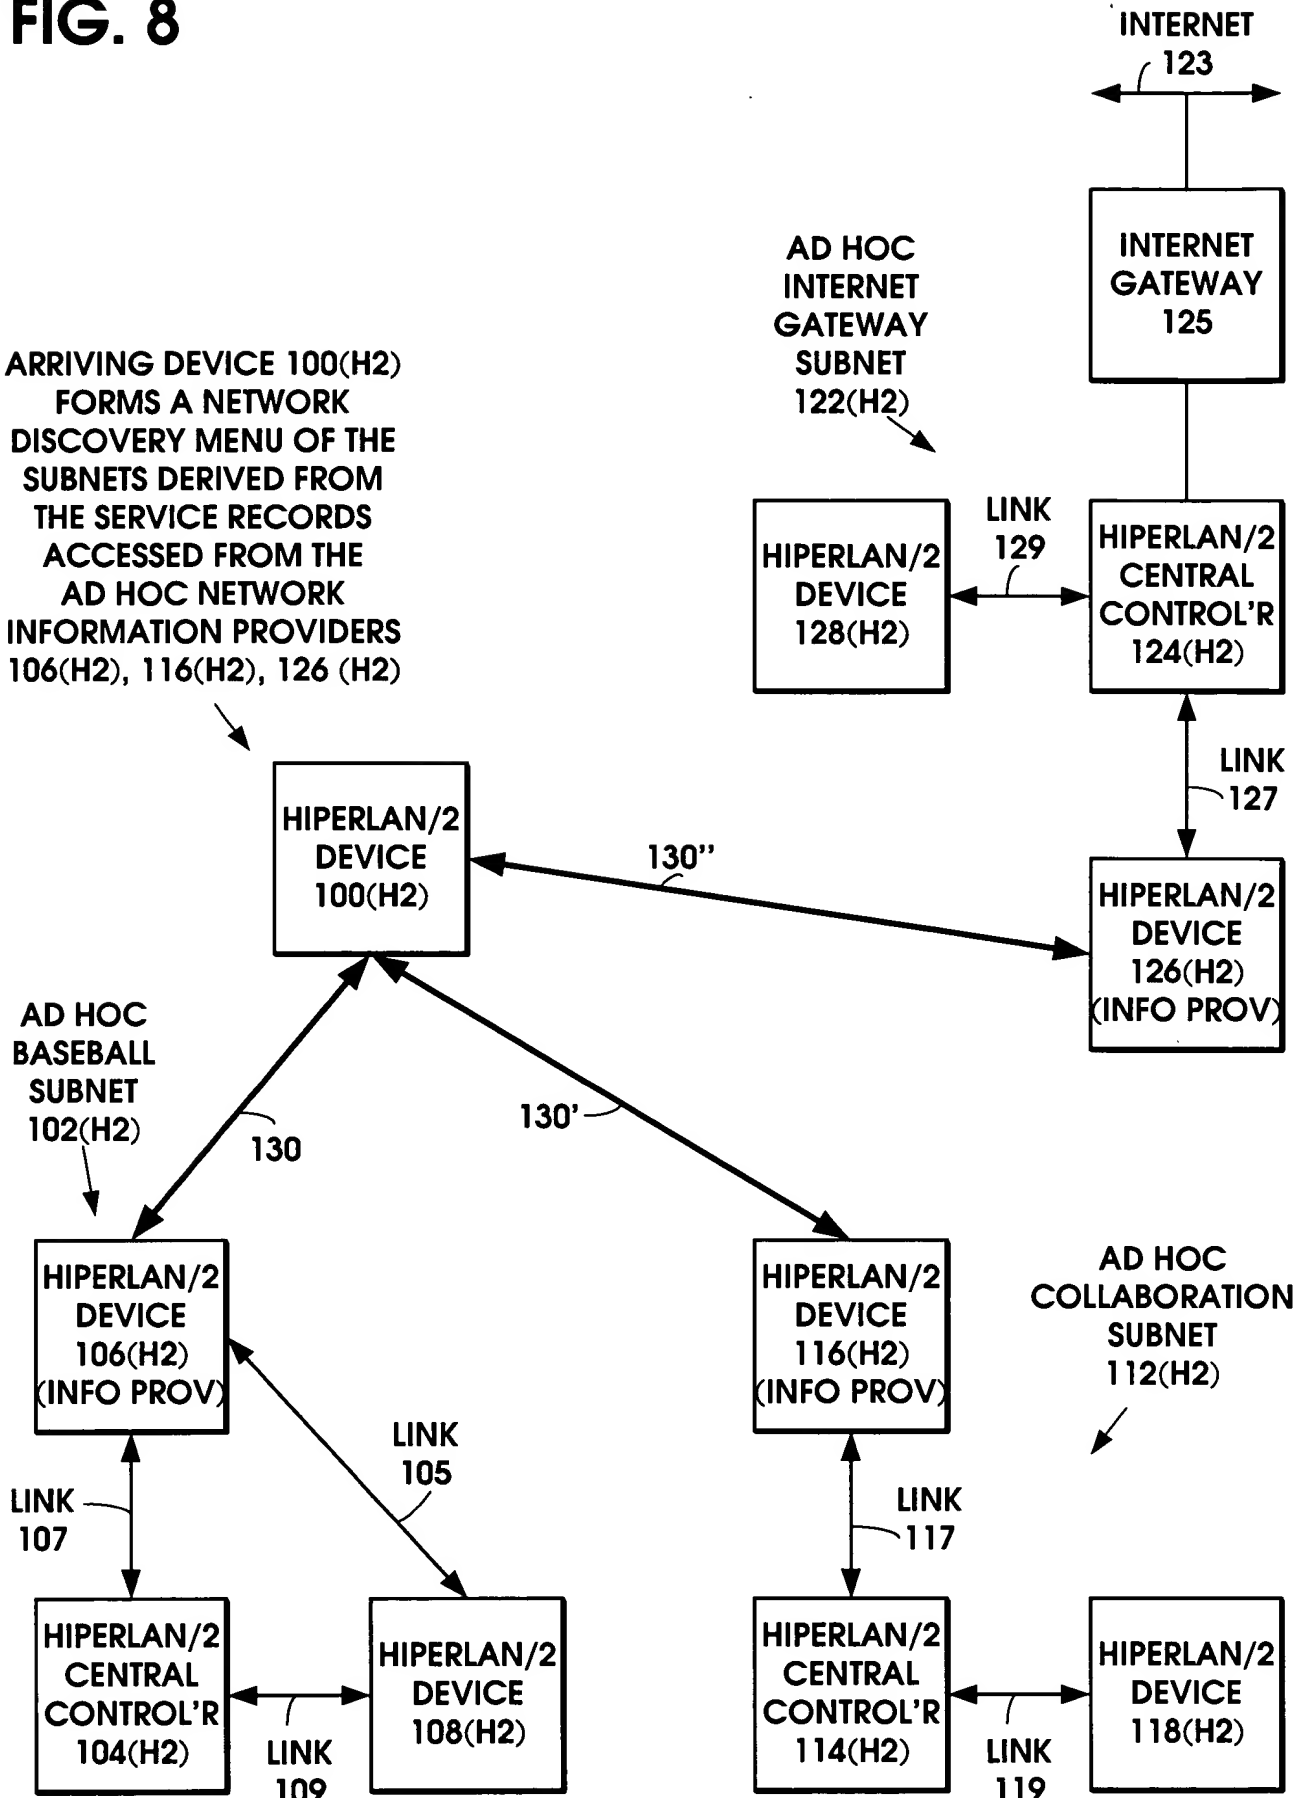 FIG. 8
INTERNET
123
INTERNET
GATEWAY
125
AD HOC
INTERNET
GATEWAY
SUBNET
122(H2)
ARRIVING DEVICE 100(H2)
FORMS A NETWORK
DISCOVERY MENU OF THE
SUBNETS DERIVED FROM
THE SERVICE RECORDS
ACCESSED FROM THE
AD HOC NETWORK
INFORMATION PROVIDERS
106(H2), 116(H2), 126 (H2)
HIPERLAN/2
DEVICE
128(H2)
LINK
129
HIPERLAN/2
CENTRAL
CONTROL'R
124(H2)
LINK
127
HIPERLAN/2
DEVICE
100(H2)
130''
HIPERLAN/2
DEVICE
126(H2)
(INFO PROV)
AD HOC
BASEBALL
SUBNET
102(H2)
130
130'
HIPERLAN/2
DEVICE
106(H2)
(INFO PROV)
HIPERLAN/2
DEVICE
116(H2)
(INFO PROV)
AD HOC
COLLABORATION
SUBNET
112(H2)
LINK
105
LINK
107
LINK
117
HIPERLAN/2
CENTRAL
CONTROL'R
104(H2)
LINK
109
HIPERLAN/2
DEVICE
108(H2)
HIPERLAN/2
CENTRAL
CONTROL'R
114(H2)
LINK
119
HIPERLAN/2
DEVICE
118(H2)